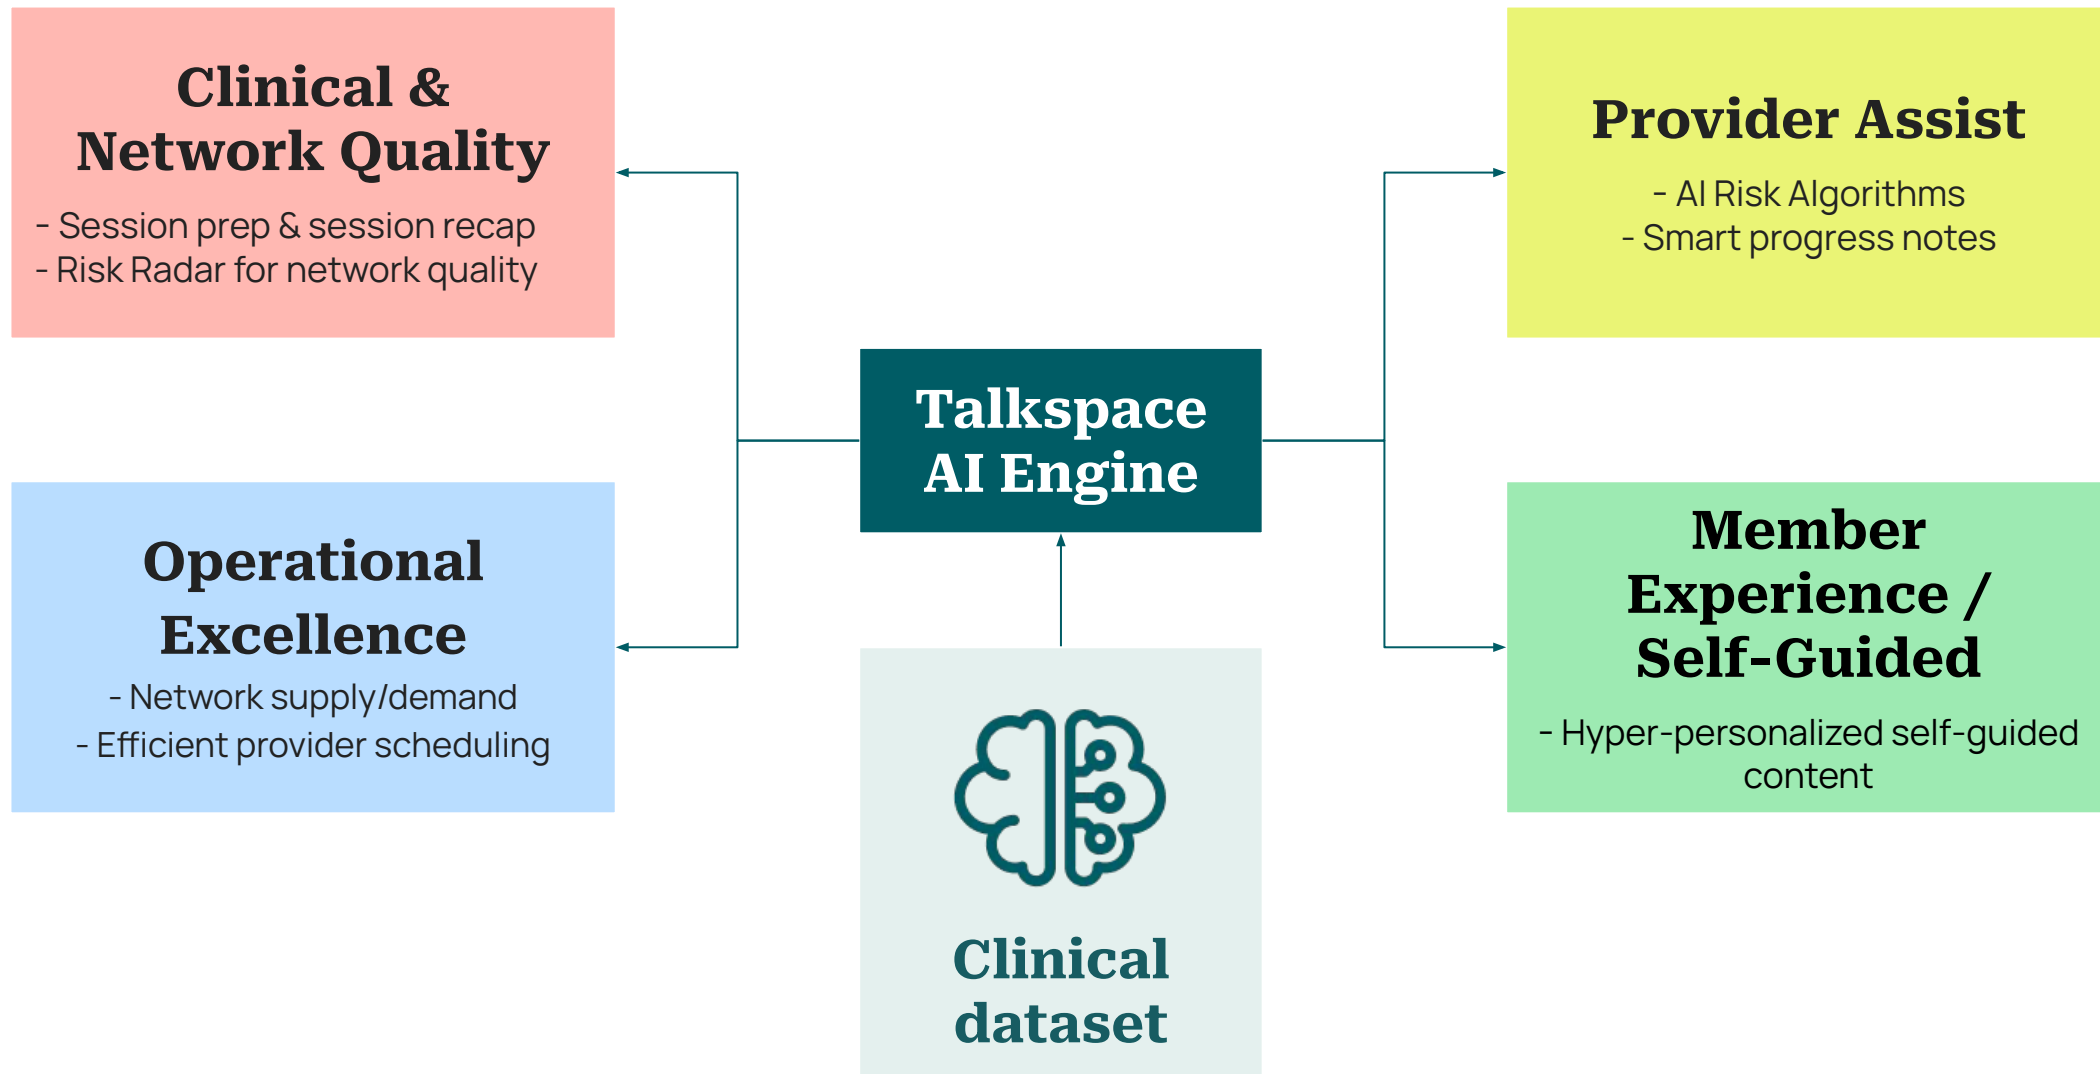 Clinical &
Network Quality
- Session prep & session recap
- Risk Radar for network quality
Provider Assist
- AI Risk Algorithms
- Smart progress notes
Talkspace
AI Engine
Operational
Excellence
- Network supply/demand
- Efficient provider scheduling
Member
Experience /
Self-Guided
- Hyper-personalized self-guided
content
Clinical
dataset